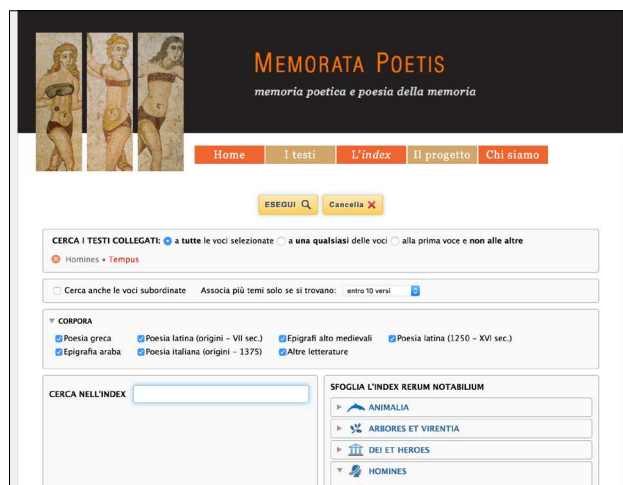 MEMORATA POETIS
memoria poetica e poesia della memoria
Home I testi L'index Il progetto Chi siamo
ESEGUI Cancella
CERCA I TESTI COLLEGATI: a tutte le voci selezionate a una qualsiasi delle voci alla prima voce e non alle altre
Homines • Tempus
Cerca anche le voci subordinate Associa più temi solo se si trovano: entro 10 versi
CORPORA
Poesia greca Poesia latina (origini - VII sec.) Epigrafi alto medievali Poesia latina (1250 - XVI sec.)
Epigrafia araba Poesia italiana (origini - 1375) Altre letterature
CERCA NELL'INDEX
SFOGLIA L'INDEX RERUM NOTABILIUM
ANIMALIA
ARBORES ET VIRENTIA
DEI ET HEROES
HOMINES